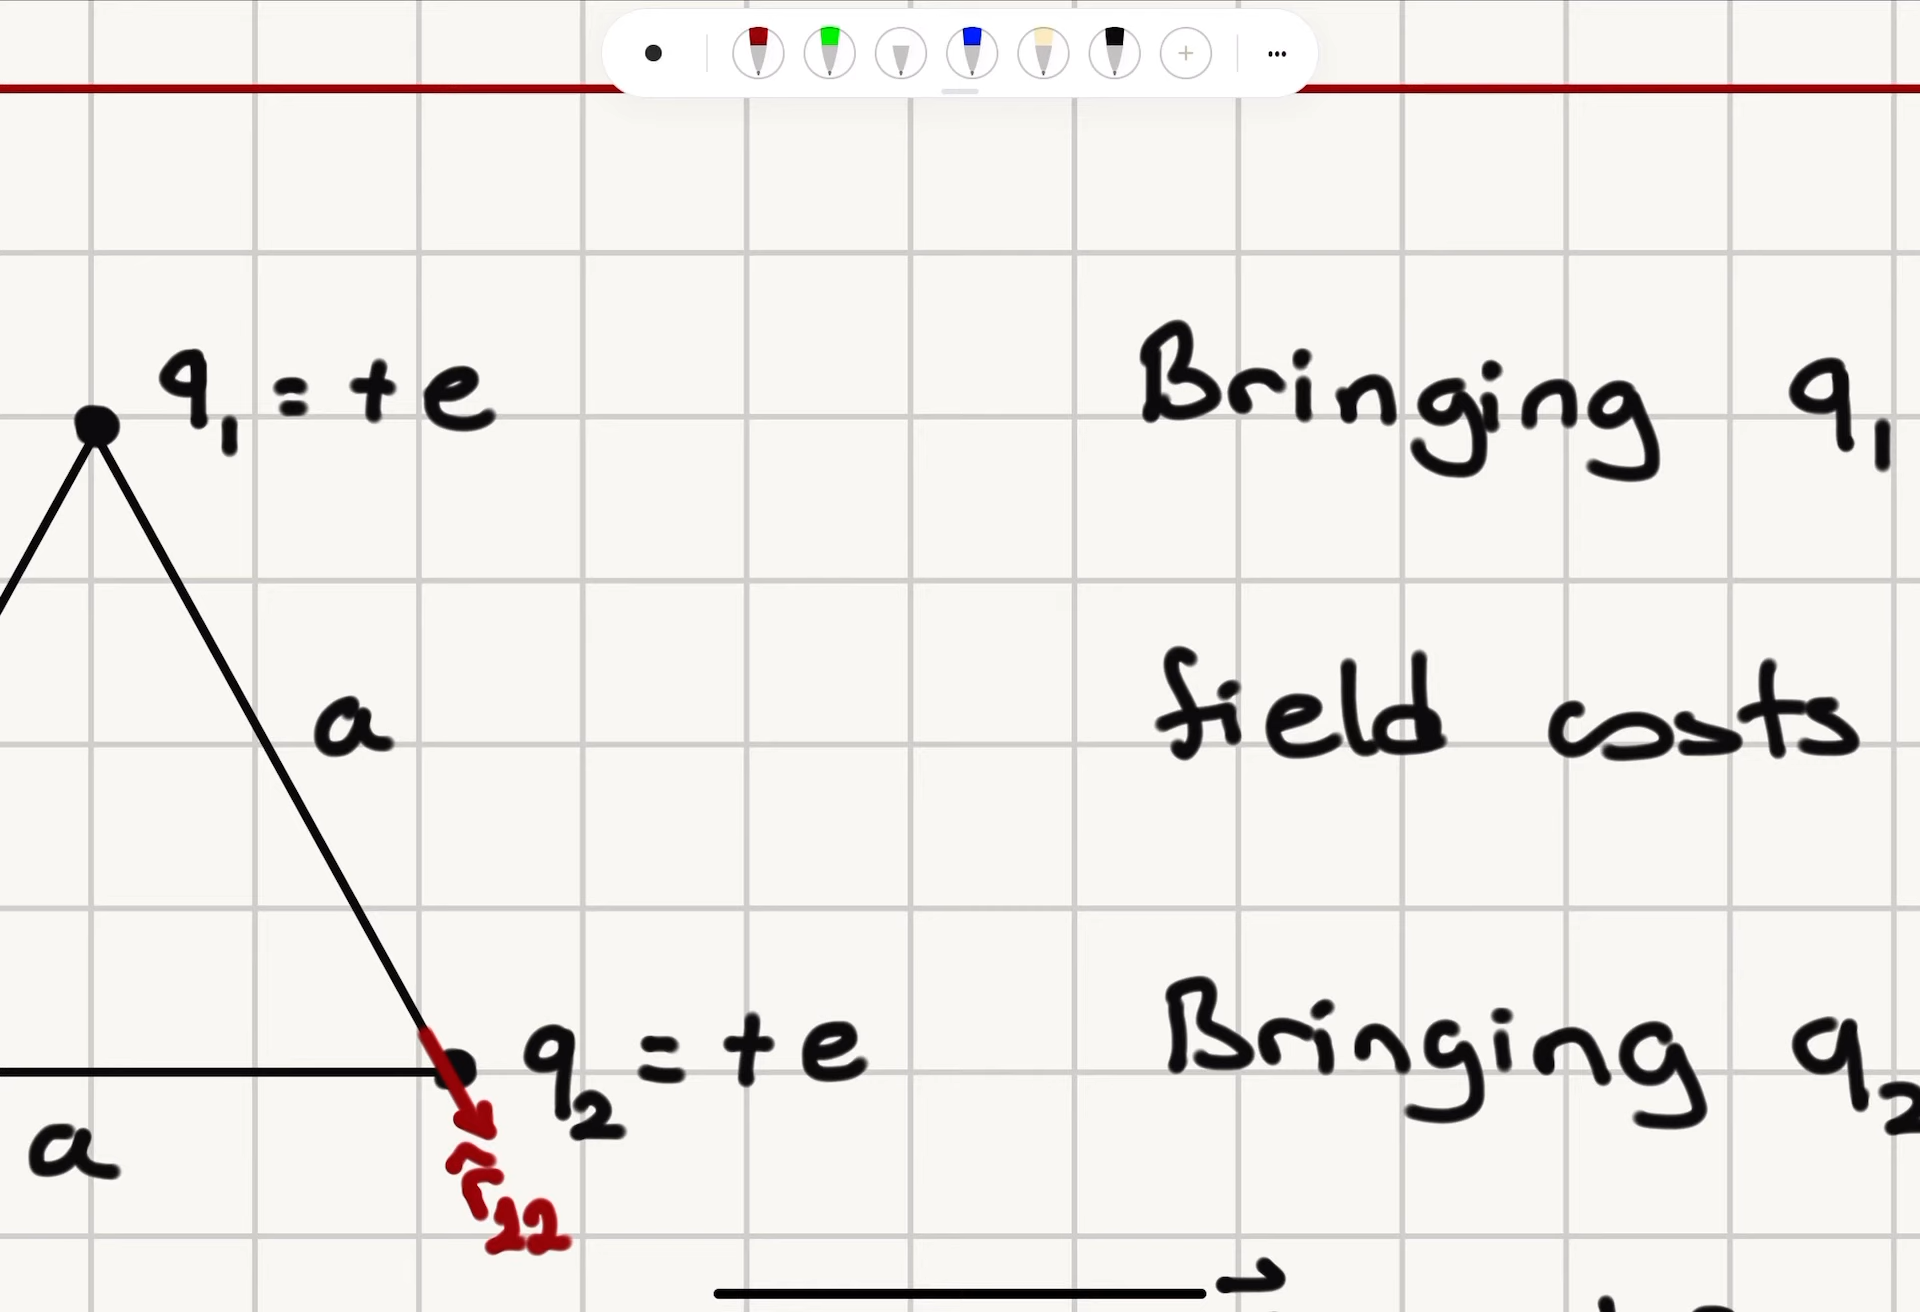 q₁ = +e
Bringing q₁
a
field costs
q₂ = +e
Bringing q₂
a
r̂₁₂